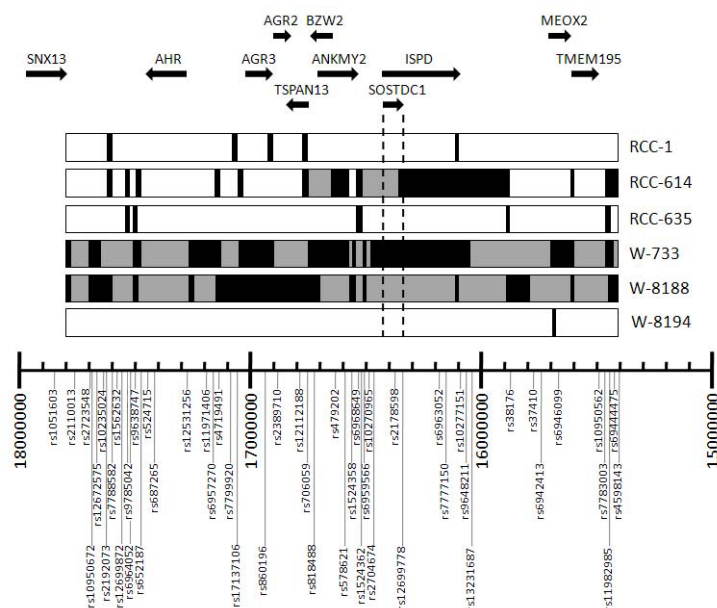 AGR2 BZW2 MEOX2
SNX13 AHR AGR3 ANKMY2 ISPD TMEM195
TSPAN13 SOSTDC1
RCC-1
RCC-614
RCC-635
W-733
W-8188
W-8194
18000000 17000000 16000000 15000000
rs1051603
rs2110013
rs2723548
rs10950672
rs12672575
rs10235024
rs2192073
rs7788582
rs1562632
rs12699872
rs9785042
rs6964052
rs9638747
rs652187
rs524715
rs687265
rs12531256
rs11971406
rs6957270
rs4719491
rs7799920
rs17137106
rs860196
rs2389710
rs12112188
rs706059
rs818488
rs479202
rs578621
rs1524358
rs6968649
rs1524362
rs6959566
rs10270965
rs2704674
rs2178598
rs12699778
rs6963052
rs7777150
rs10277151
rs9648211
rs13231687
rs38176
rs37410
rs6942413
rs6946099
rs10950562
rs7783003
rs11982985
rs69444475
rs4598143